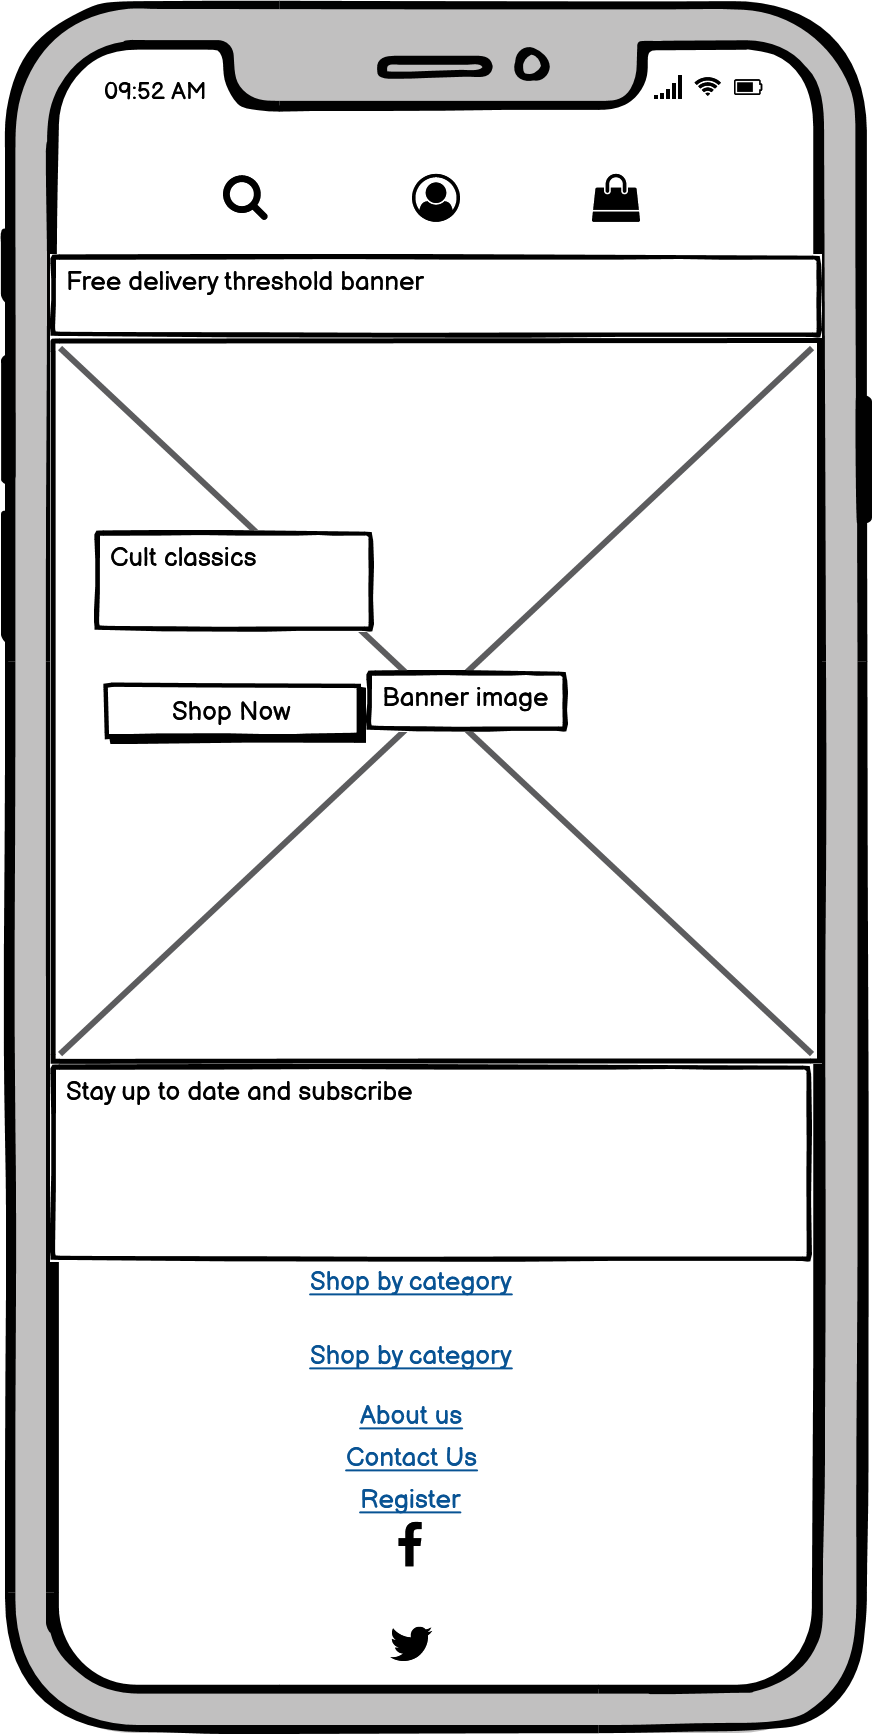 09:52 AM
Free delivery threshold banner
Cult classics
Shop Now
Banner image
Stay up to date and subscribe
Shop by category
Shop by category
About us
Contact Us
Register